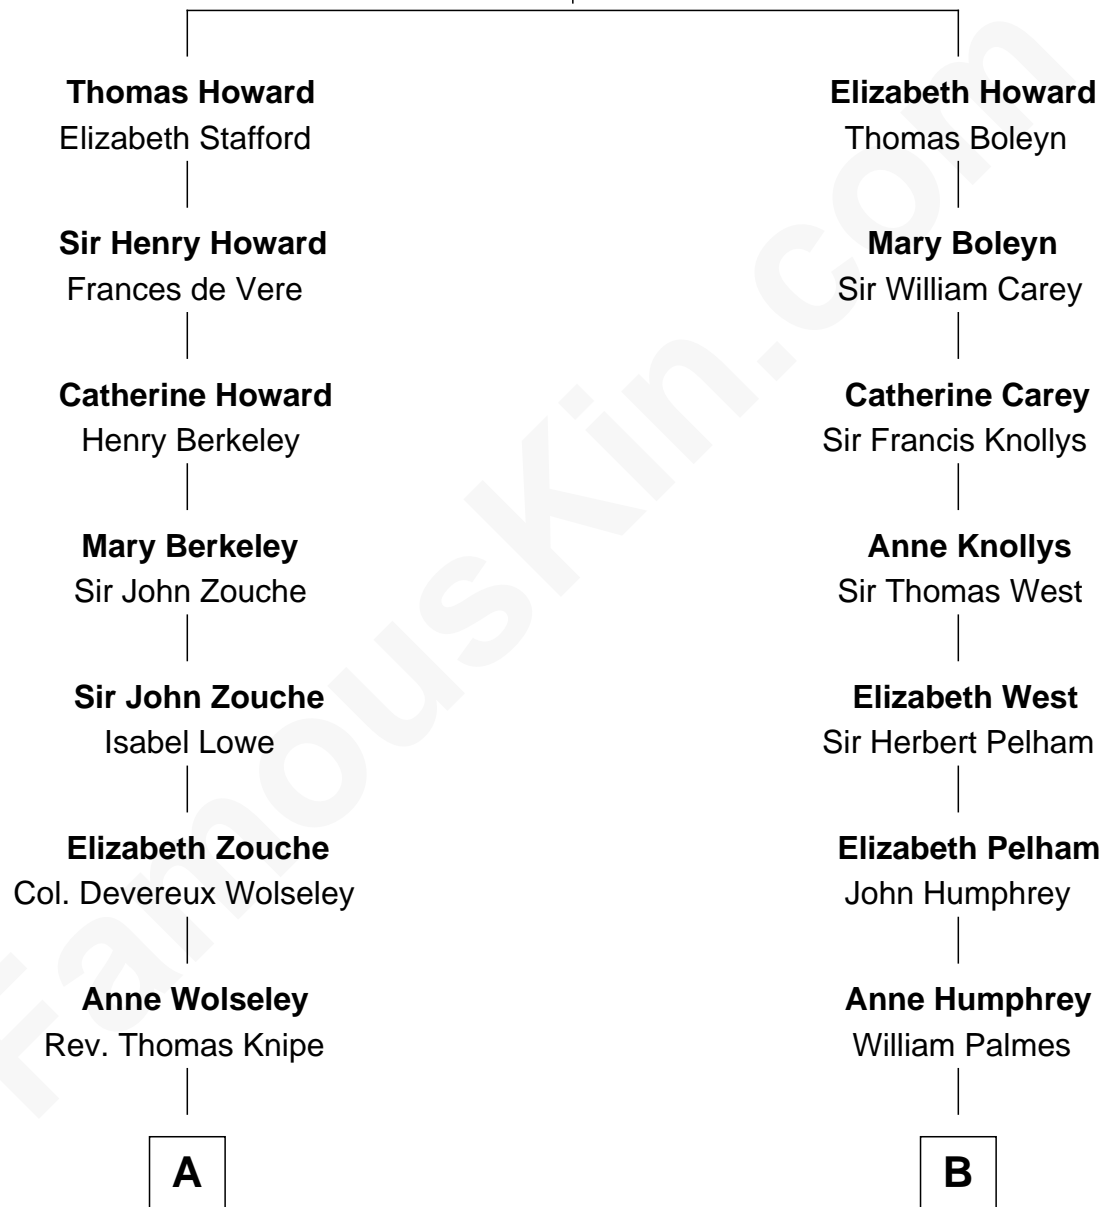 Thomas Howard
Elizabeth Stafford
Sir Henry Howard
Frances de Vere
Catherine Howard
Henry Berkeley
Mary Berkeley
Sir John Zouche
Sir John Zouche
Isabel Lowe
Elizabeth Zouche
Col. Devereux Wolseley
Anne Wolseley
Rev. Thomas Knipe
A
Elizabeth Howard
Thomas Boleyn
Mary Boleyn
Sir William Carey
Catherine Carey
Sir Francis Knollys
Anne Knollys
Sir Thomas West
Elizabeth West
Sir Herbert Pelham
Elizabeth Pelham
John Humphrey
Anne Humphrey
William Palmes
B
FamousKin.com